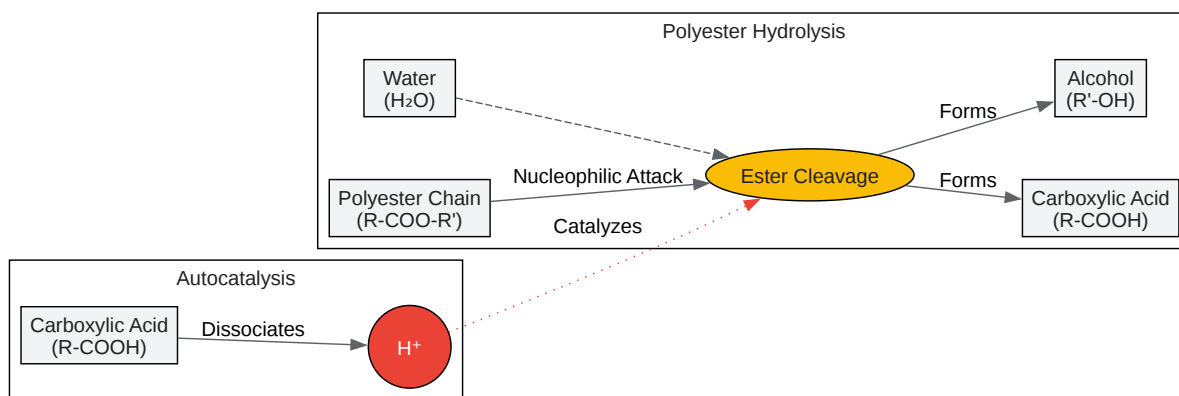 Polyester Hydrolysis
Water
(H₂O)
Alcohol
(R'-OH)
Forms
Nucleophilic Attack
Ester Cleavage
Forms
Polyester Chain
(R-COO-R')
Carboxylic Acid
(R-COOH)
Catalyzes
Autocatalysis
Carboxylic Acid
(R-COOH)
Dissociates
H⁺